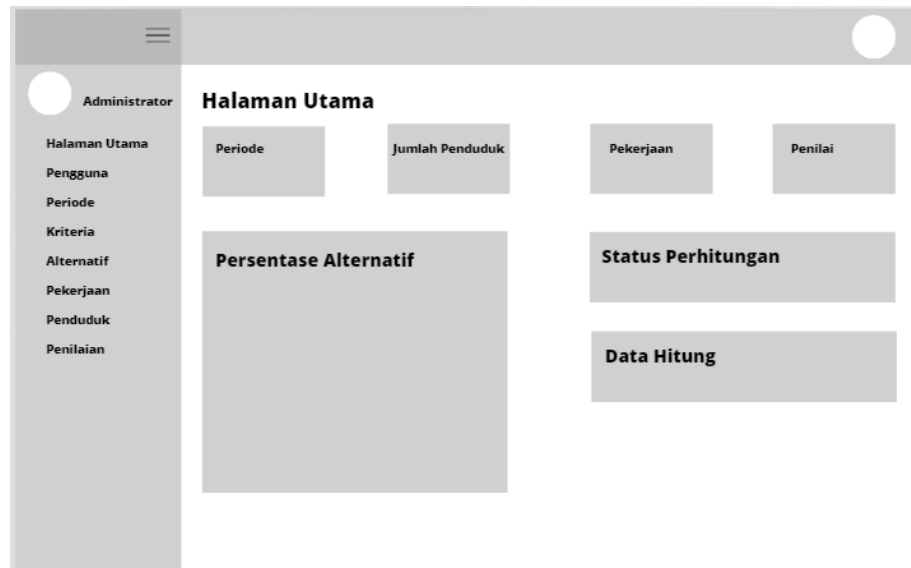 Administrator
Halaman Utama
Pengguna
Periode
Kriteria
Alternatif
Pekerjaan
Penduduk
Penilaian
Halaman Utama
Periode
Jumlah Penduduk
Pekerjaan
Penilai
Persentase Alternatif
Status Perhitungan
Data Hitung